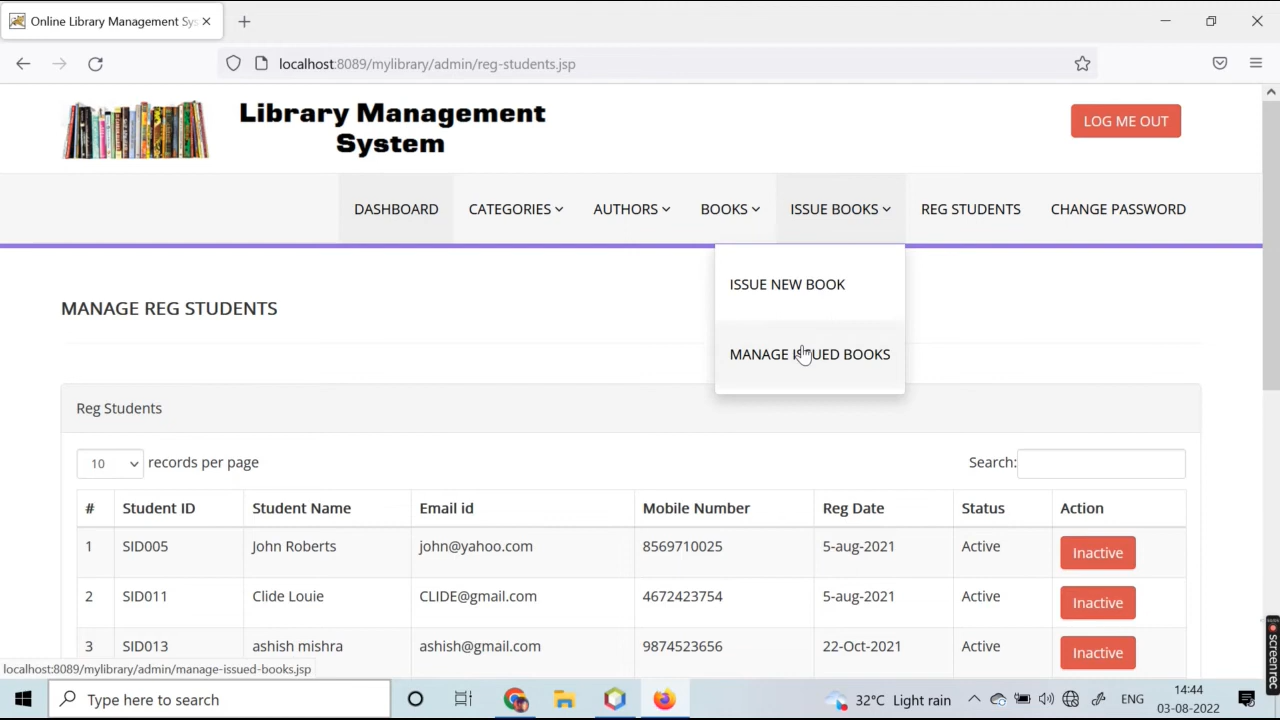 Online Library Management Sys
localhost:8089/mylibrary/admin/reg-students.jsp
Library Management
System
LOG ME OUT
DASHBOARD CATEGORIES AUTHORS BOOKS ISSUE BOOKS REG STUDENTS CHANGE PASSWORD
ISSUE NEW BOOK
MANAGE REG STUDENTS
MANAGE ISSUED BOOKS
Reg Students
10 records per page Search:
# Student ID Student Name Email id Mobile Number Reg Date Status Action
1 SID005 John Roberts john@yahoo.com 8569710025 5-aug-2021 Active Inactive
2 SID011 Clide Louie CLIDE@gmail.com 4672423754 5-aug-2021 Active Inactive
3 SID013 ashish mishra ashish@gmail.com 9874523656 22-Oct-2021 Active Inactive
localhost:8089/mylibrary/admin/manage-issued-books.jsp
screenrec
Type here to search 32°C Light rain ENG 14:44
03-08-2022